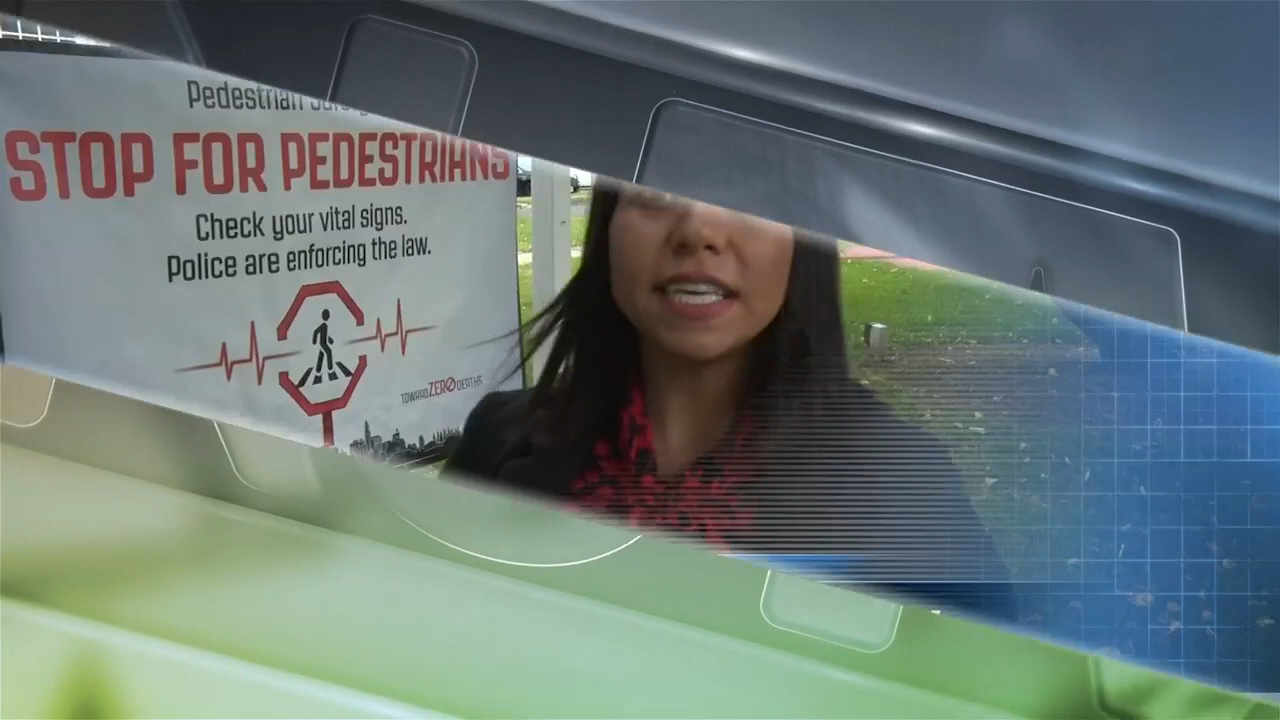 Pedestrian
STOP FOR PEDESTRIANS
Check your vital signs.
Police are enforcing the law.
TOWARD ZERO DEATHS